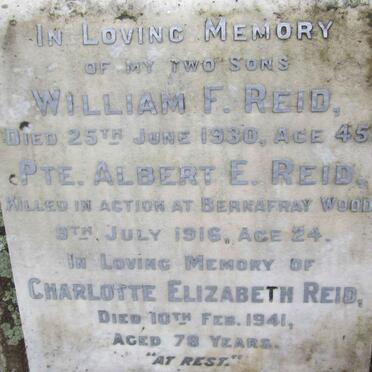 IN LOVING MEMORY
OF MY TWO SONS
WILLIAM F. REID,
DIED 25TH JUNE 1930, AGE 45
PTE. ALBERT E. REID,
KILLED IN ACTION AT BERNAFRAY WOOD
9TH JULY 1916, AGE 24.
IN LOVING MEMORY OF
CHARLOTTE ELIZABETH REID,
DIED 10TH FEB. 1941,
AGED 78 YEARS.
"AT REST."